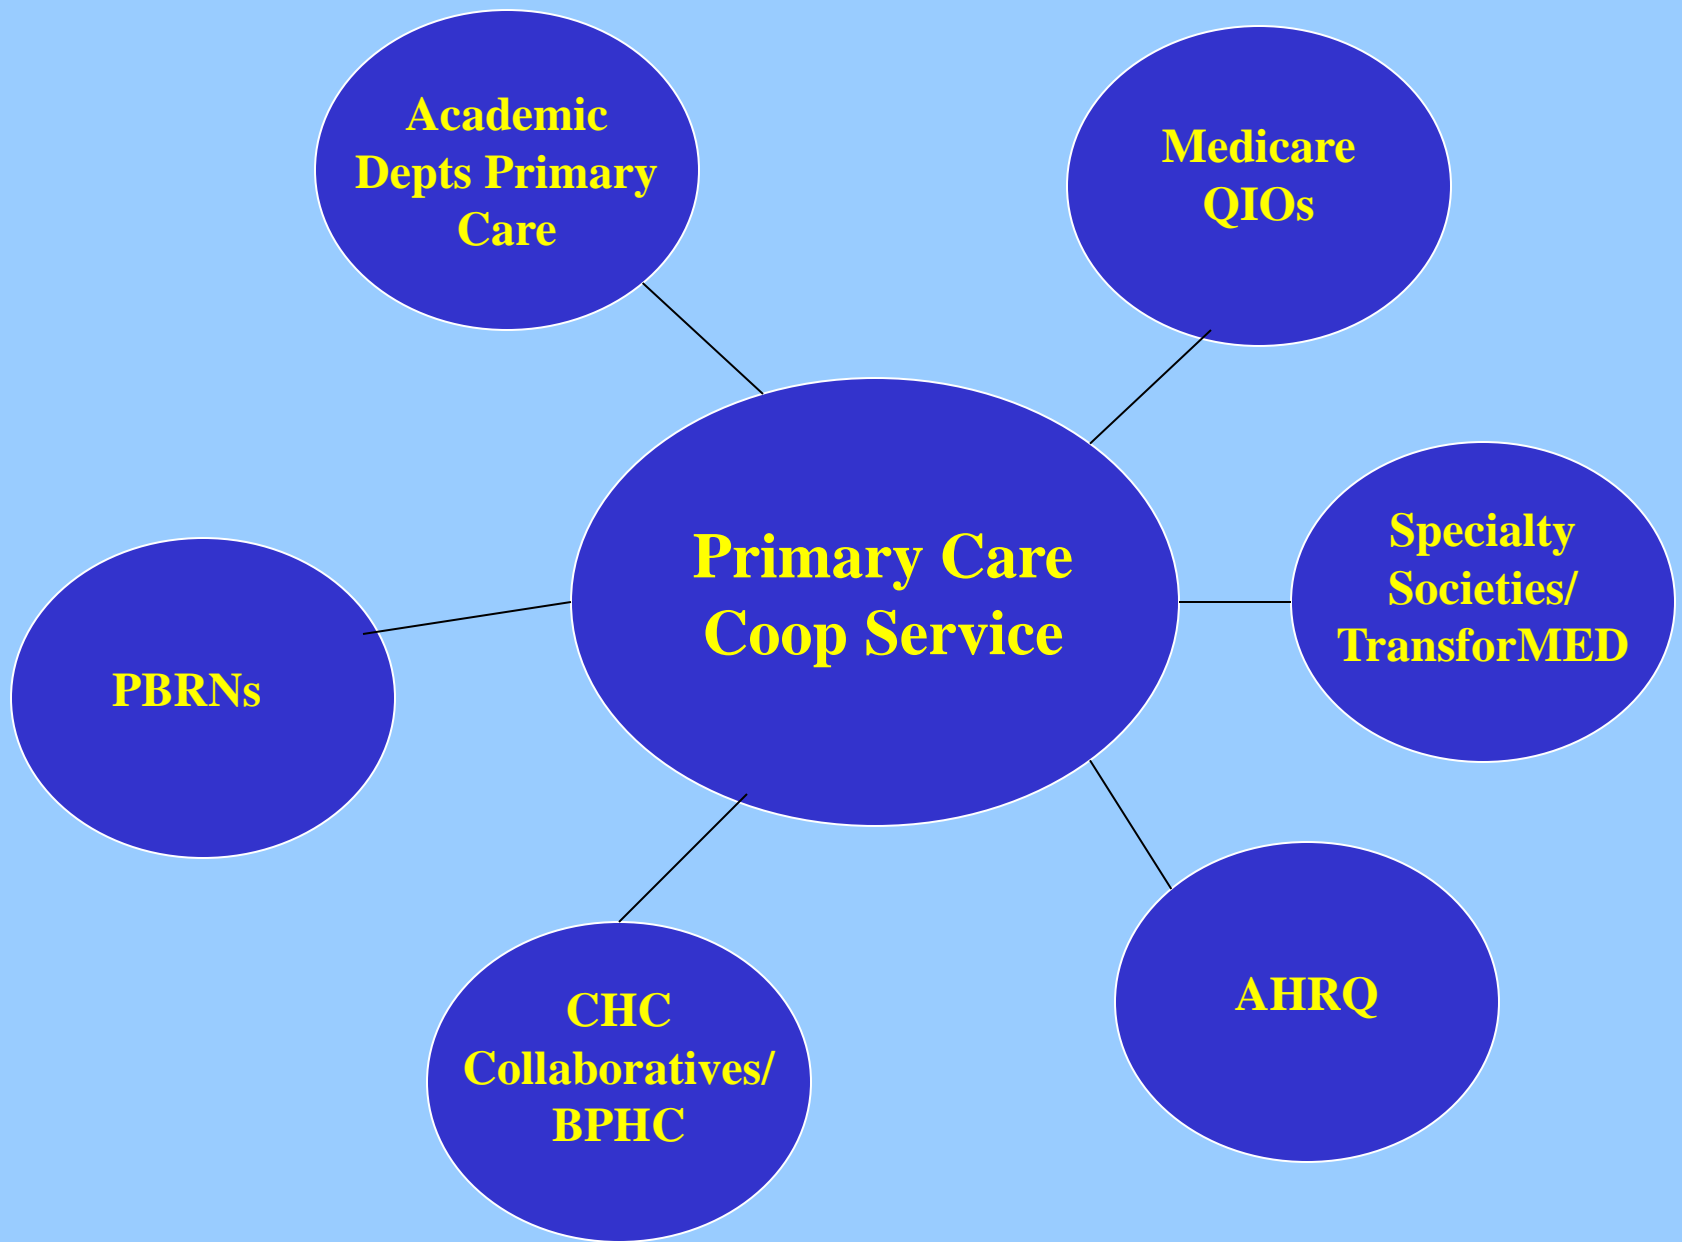 Academic
Depts Primary
Care
Medicare
QIOs
Specialty
Societies/
TransforMED
Primary Care
Coop Service
PBRNs
AHRQ
CHC
Collaboratives/
BPHC